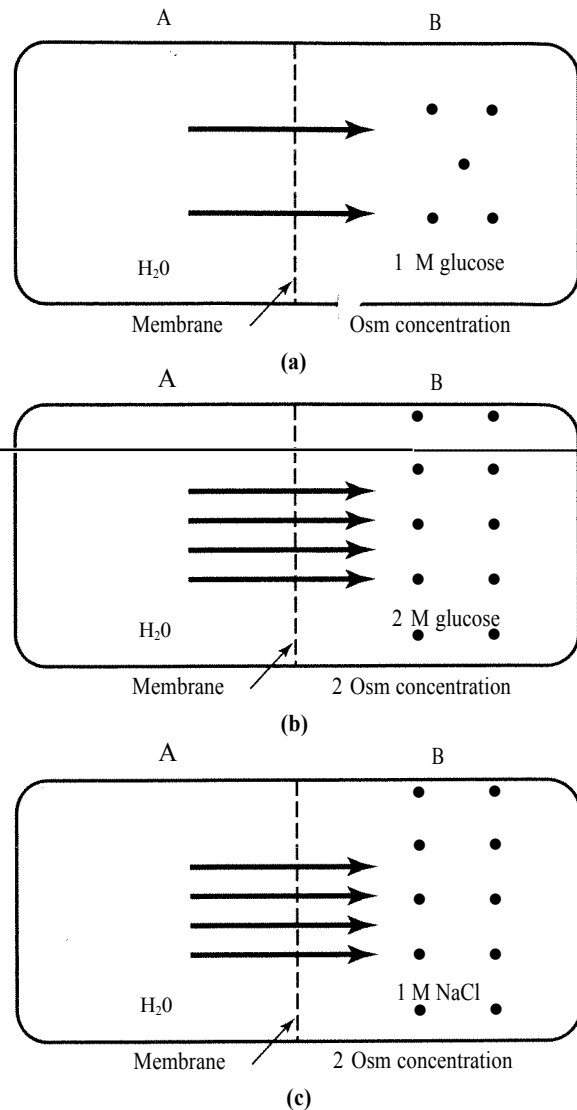 A B
H₂0 1 M glucose
Membrane Osm concentration
(a)
A B
H₂0 2 M glucose
Membrane 2 Osm concentration
(b)
A B
H₂0 1 M NaCl
Membrane 2 Osm concentration
(c)